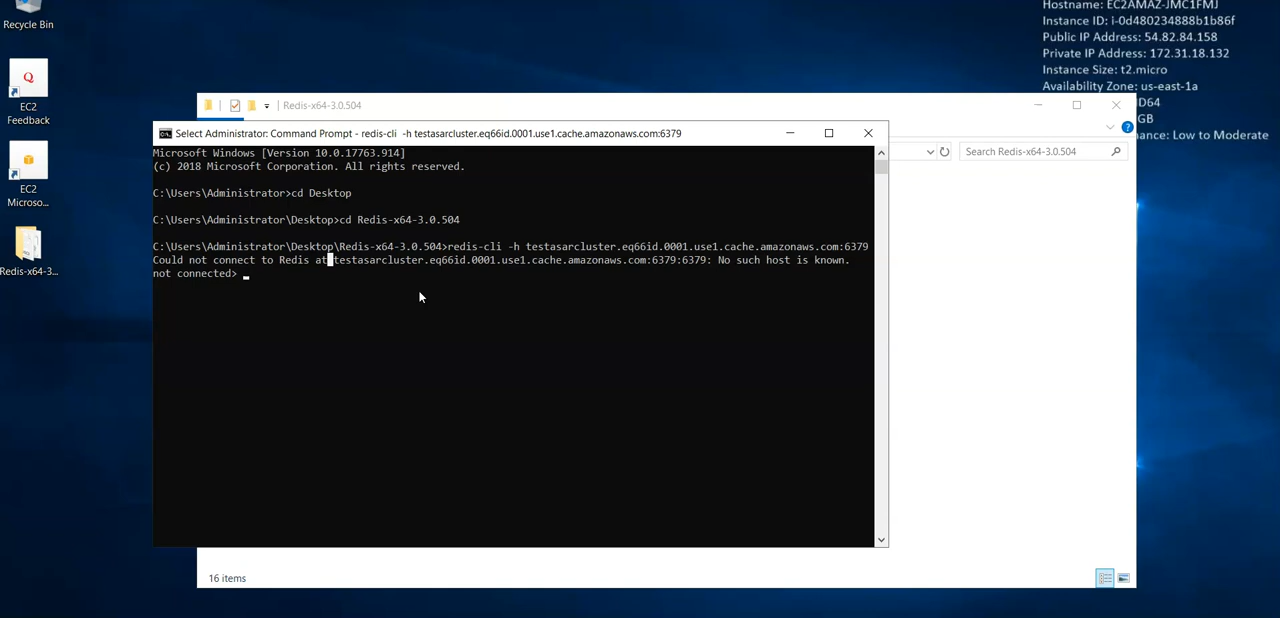 Recycle Bin
EC2
Feedback
EC2
Microso...
Redis-x64-3...
Hostname: EC2AMAZ-JMC1FMJ
Instance ID: i-0d480234888b1b86f
Public IP Address: 54.82.84.158
Private IP Address: 172.31.18.132
Instance Size: t2.micro
Availability Zone: us-east-1a
D64
GB
ance: Low to Moderate
Redis-x64-3.0.504
Search Redis-x64-3.0.504
Select Administrator: Command Prompt - redis-cli -h testasarcluster.eq66id.0001.use1.cache.amazonaws.com:6379
Microsoft Windows [Version 10.0.17763.914]
(c) 2018 Microsoft Corporation. All rights reserved.
C:\Users\Administrator>cd Desktop
C:\Users\Administrator\Desktop>cd Redis-x64-3.0.504
C:\Users\Administrator\Desktop\Redis-x64-3.0.504>redis-cli -h testasarcluster.eq66id.0001.use1.cache.amazonaws.com:6379
Could not connect to Redis at testasarcluster.eq66id.0001.use1.cache.amazonaws.com:6379:6379: No such host is known.
not connected>
16 items